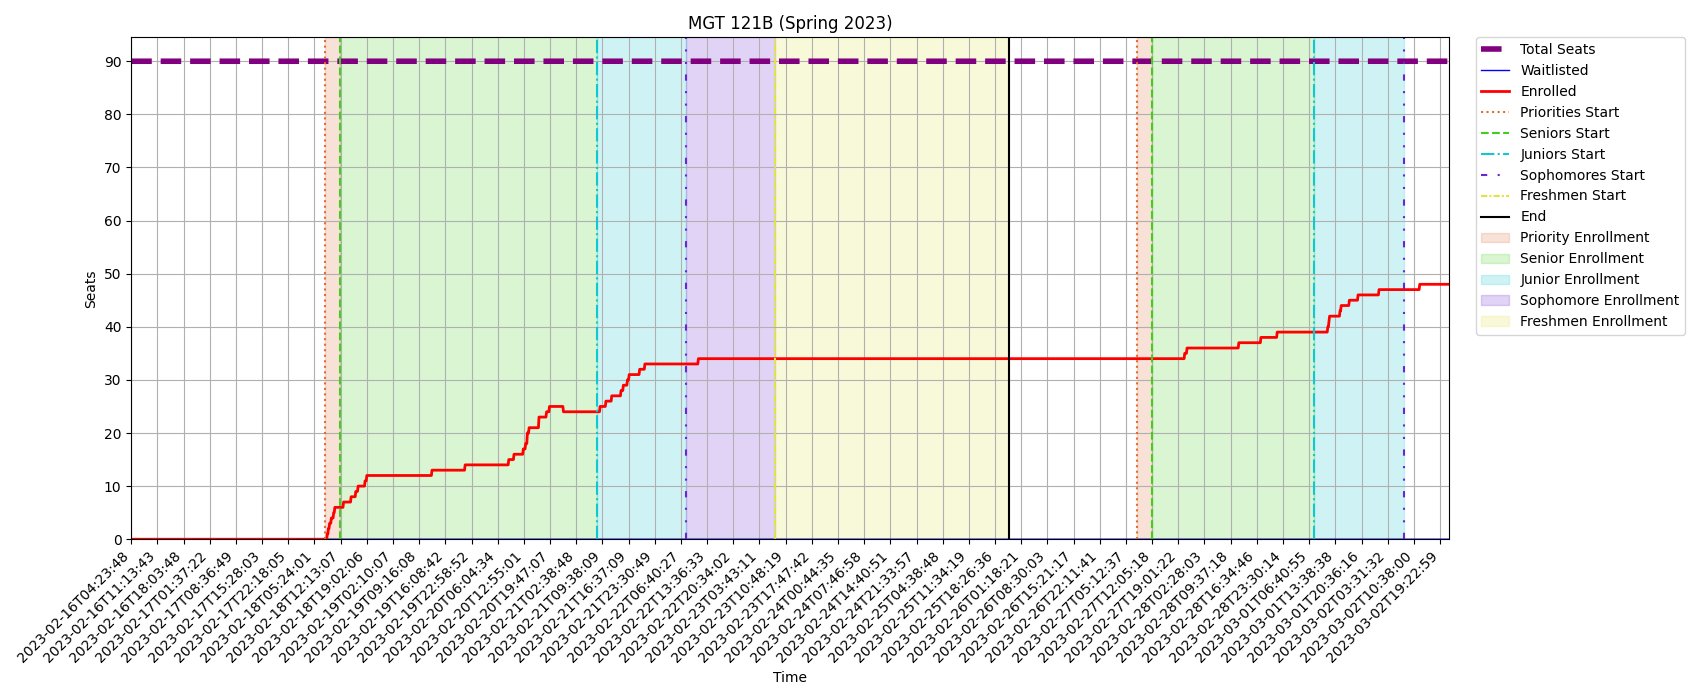 MGT 121B (Spring 2023)
Seats
90
80
70
60
50
40
30
20
10
0
2023-02-16T04:23:48
2023-02-16T11:13:43
2023-02-16T18:03:48
2023-02-17T01:37:22
2023-02-17T08:36:49
2023-02-17T15:28:03
2023-02-17T22:18:05
2023-02-18T05:24:01
2023-02-18T12:13:07
2023-02-18T19:02:06
2023-02-19T02:10:07
2023-02-19T09:16:08
2023-02-19T16:08:42
2023-02-19T22:58:52
2023-02-20T06:04:34
2023-02-20T12:55:01
2023-02-20T19:47:07
2023-02-21T02:38:48
2023-02-21T09:38:09
2023-02-21T16:37:09
2023-02-21T23:30:49
2023-02-22T06:40:27
2023-02-22T13:36:33
2023-02-22T20:34:02
2023-02-23T03:43:11
2023-02-23T10:48:19
2023-02-23T17:47:42
2023-02-24T00:44:35
2023-02-24T07:46:58
2023-02-24T14:40:51
2023-02-24T21:33:57
2023-02-25T04:38:48
2023-02-25T11:34:19
2023-02-25T18:26:36
2023-02-26T01:18:21
2023-02-26T08:30:03
2023-02-26T15:21:17
2023-02-26T22:11:41
2023-02-27T05:12:37
2023-02-27T12:05:18
2023-02-27T19:01:22
2023-02-28T02:28:03
2023-02-28T09:37:18
2023-02-28T16:34:46
2023-02-28T23:30:14
2023-03-01T06:40:55
2023-03-01T13:38:38
2023-03-01T20:36:16
2023-03-02T03:31:32
2023-03-02T10:38:00
2023-03-02T19:22:59
Time
Total Seats
Waitlisted
Enrolled
Priorities Start
Seniors Start
Juniors Start
Sophomores Start
Freshmen Start
End
Priority Enrollment
Senior Enrollment
Junior Enrollment
Sophomore Enrollment
Freshmen Enrollment